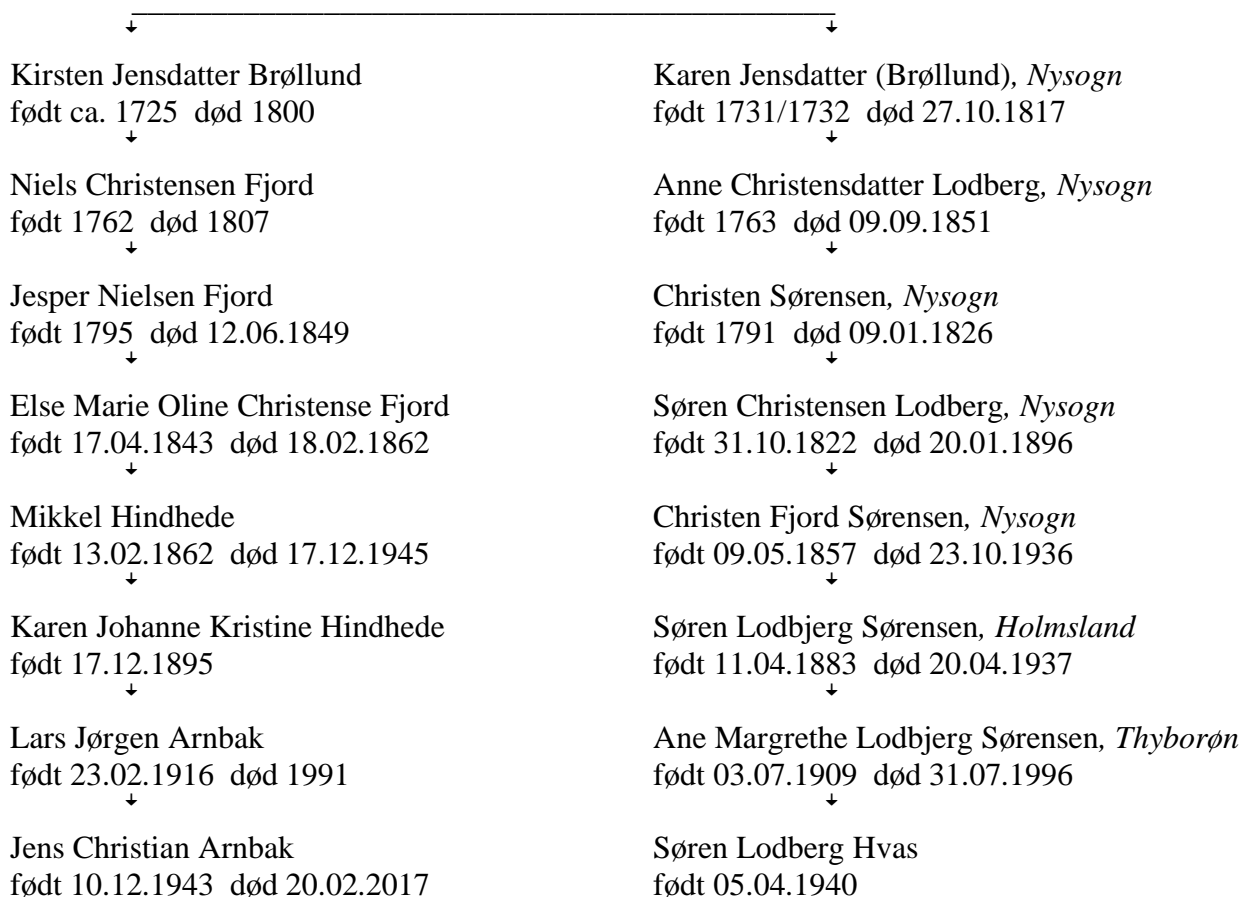 Kirsten Jensdatter Brøllund
født ca. 1725 død 1800
Niels Christensen Fjord
født 1762 død 1807
Jesper Nielsen Fjord
født 1795 død 12.06.1849
Else Marie Oline Christense Fjord
født 17.04.1843 død 18.02.1862
Mikkel Hindhede
født 13.02.1862 død 17.12.1945
Karen Johanne Kristine Hindhede
født 17.12.1895
Lars Jørgen Arnbak
født 23.02.1916 død 1991
Jens Christian Arnbak
født 10.12.1943 død 20.02.2017
Karen Jensdatter (Brøllund), Nysogn
født 1731/1732 død 27.10.1817
Anne Christensdatter Lodberg, Nysogn
født 1763 død 09.09.1851
Christen Sørensen, Nysogn
født 1791 død 09.01.1826
Søren Christensen Lodberg, Nysogn
født 31.10.1822 død 20.01.1896
Christen Fjord Sørensen, Nysogn
født 09.05.1857 død 23.10.1936
Søren Lodbjerg Sørensen, Holmsland
født 11.04.1883 død 20.04.1937
Ane Margrethe Lodbjerg Sørensen, Thyborøn
født 03.07.1909 død 31.07.1996
Søren Lodberg Hvas
født 05.04.1940